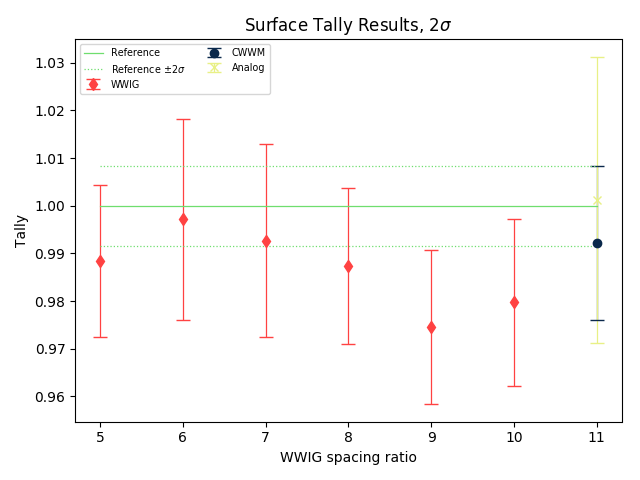 Surface Tally Results, 2σ
Reference
Reference ±2σ
WWIG
CWWM
Analog
Tally
1.03
1.02
1.01
1.00
0.99
0.98
0.97
0.96
5 6 7 8 9 10 11
WWIG spacing ratio